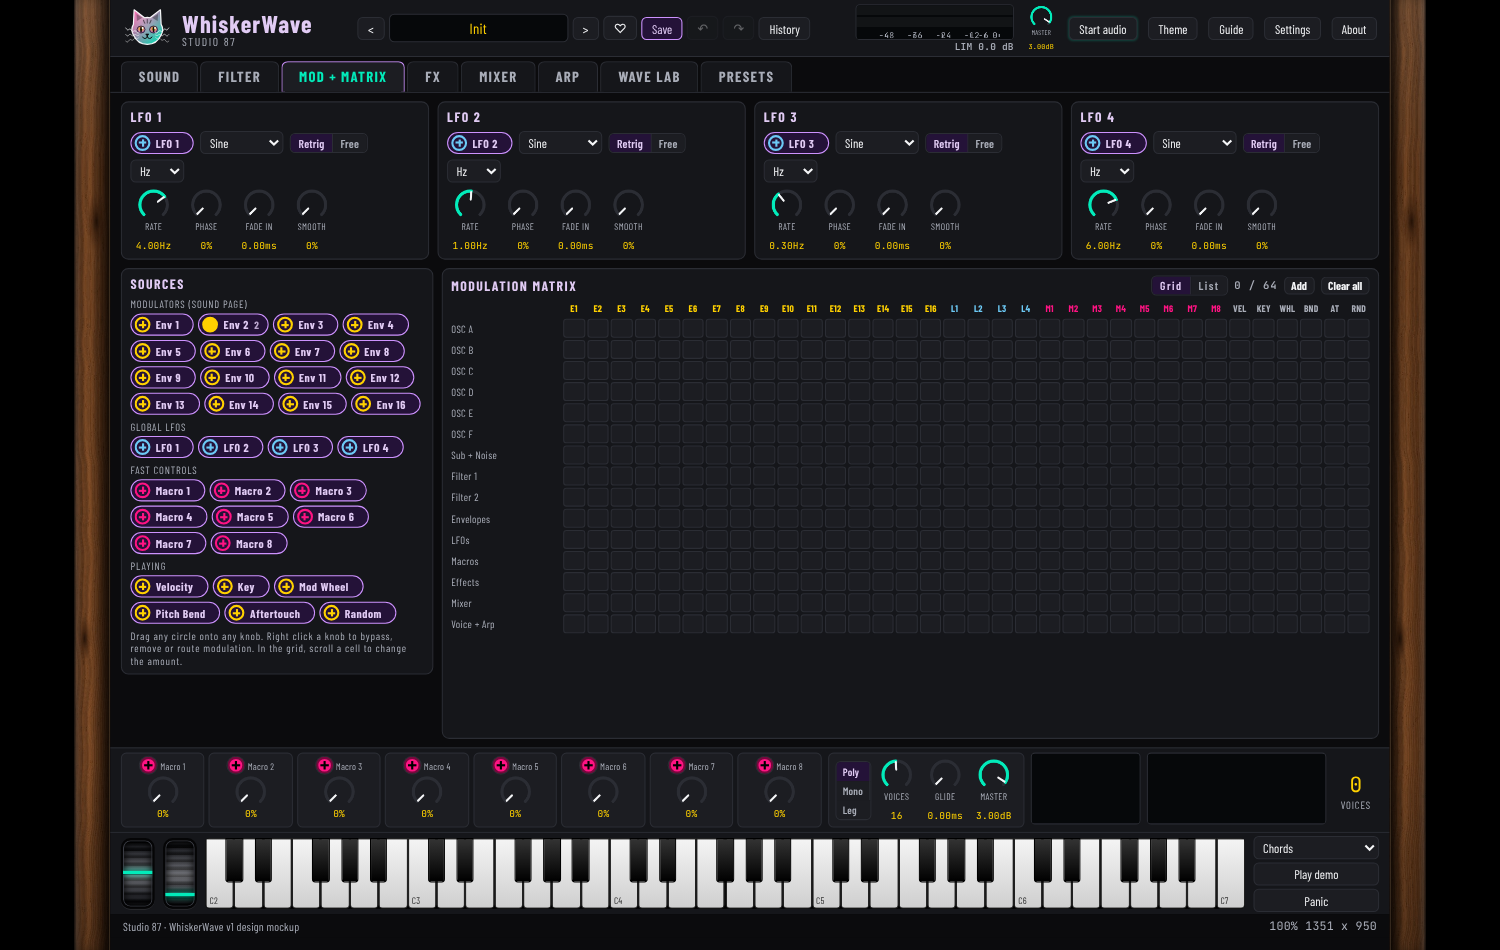 WhiskerWave
STUDIO 87
<
Init
>
Save
History
-48 -36 -24 -12-6 0
LIM 0.0 dB
MASTER
3.00dB
Start audio
Theme
Guide
Settings
About
SOUND
FILTER
MOD + MATRIX
FX
MIXER
ARP
WAVE LAB
PRESETS
LFO 1
LFO 1 Sine Retrig Free
Hz
RATE PHASE FADE IN SMOOTH
4.00Hz 0% 0.00ms 0%
LFO 2
LFO 2 Sine Retrig Free
Hz
RATE PHASE FADE IN SMOOTH
1.00Hz 0% 0.00ms 0%
LFO 3
LFO 3 Sine Retrig Free
Hz
RATE PHASE FADE IN SMOOTH
0.30Hz 0% 0.00ms 0%
LFO 4
LFO 4 Sine Retrig Free
Hz
RATE PHASE FADE IN SMOOTH
6.00Hz 0% 0.00ms 0%
SOURCES
MODULATORS (SOUND PAGE)
Env 1 Env 2 2 Env 3 Env 4
Env 5 Env 6 Env 7 Env 8
Env 9 Env 10 Env 11 Env 12
Env 13 Env 14 Env 15 Env 16
GLOBAL LFOS
LFO 1 LFO 2 LFO 3 LFO 4
FAST CONTROLS
Macro 1 Macro 2 Macro 3
Macro 4 Macro 5 Macro 6
Macro 7 Macro 8
PLAYING
Velocity Key Mod Wheel
Pitch Bend Aftertouch Random
Drag any circle onto any knob. Right click a knob to bypass,
remove or route modulation. In the grid, scroll a cell to change
the amount.
MODULATION MATRIX
Grid List 0 / 64 Add Clear all
E1 E2 E3 E4 E5 E6 E7 E8 E9 E10 E11 E12 E13 E14 E15 E16 L1 L2 L3 L4 M1 M2 M3 M4 M5 M6 M7 M8 VEL KEY WHL BND AT RND
OSC A
OSC B
OSC C
OSC D
OSC E
OSC F
Sub + Noise
Filter 1
Filter 2
Envelopes
LFOs
Macros
Effects
Mixer
Voice + Arp
Macro 1 Macro 2 Macro 3 Macro 4 Macro 5 Macro 6 Macro 7 Macro 8
0% 0% 0% 0% 0% 0% 0% 0%
Poly
Mono
Leg
VOICES GLIDE MASTER
16 0.00ms 3.00dB
0
VOICES
C2 C3 C4 C5 C6 C7
Chords
Play demo
Panic
Studio 87 · WhiskerWave v1 design mockup
100% 1351 x 950